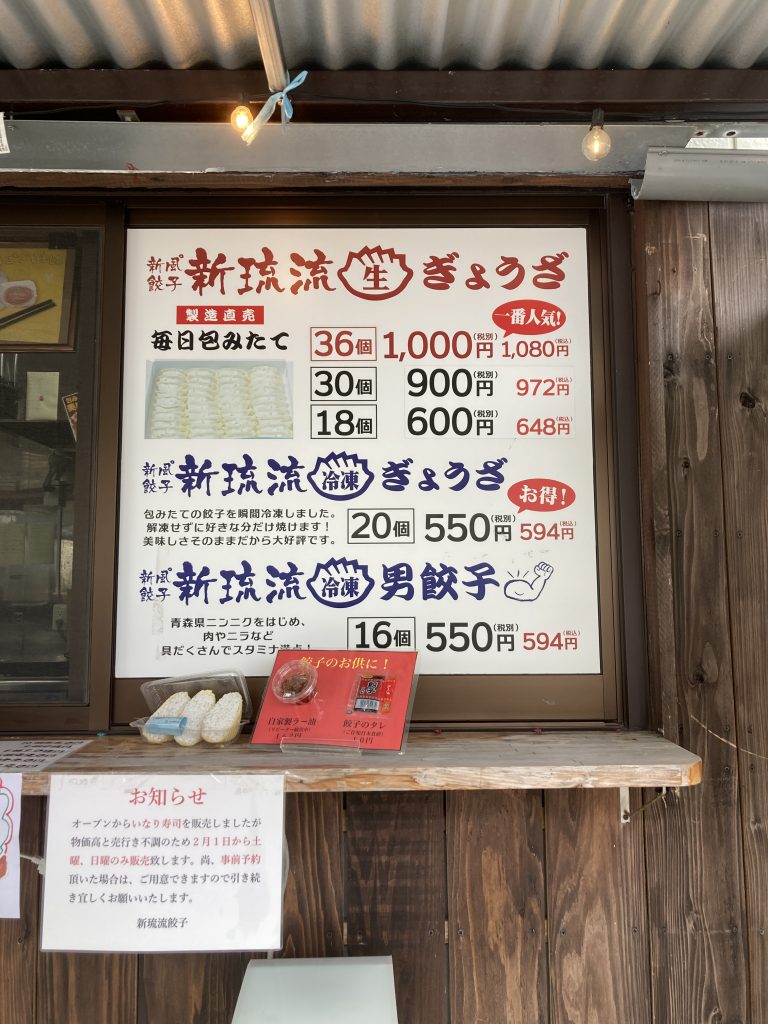 新風餃子 新琉流 生 ぎょうざ
製造直売
毎日包みたて
一番人気!
36個 1,000円(税別) 1,080円(税込)
30個 900円(税別) 972円(税込)
18個 600円(税別) 648円(税込)
新風餃子 新琉流 冷凍 ぎょうざ
お得!
包みたての餃子を瞬間冷凍しました。
解凍せずに好きな分だけ焼けます!
美味しさそのままだから大好評です。
20個 550円(税別) 594円(税込)
新風餃子 新琉流 冷凍 男餃子
青森県ニンニクをはじめ、
肉やニラなど
具だくさんでスタミナ満点!
16個 550円(税別) 594円(税込)
餃子のお供に!
自家製ラー油
餃子のタレ
お知らせ
オープンからいなり寿司を販売しましたが
物価高と売行き不調のため2月1日から土
曜、日曜のみ販売致します。尚、事前予約
頂いた場合は、ご用意できますので引き続
き宜しくお願いいたします。
新琉流餃子